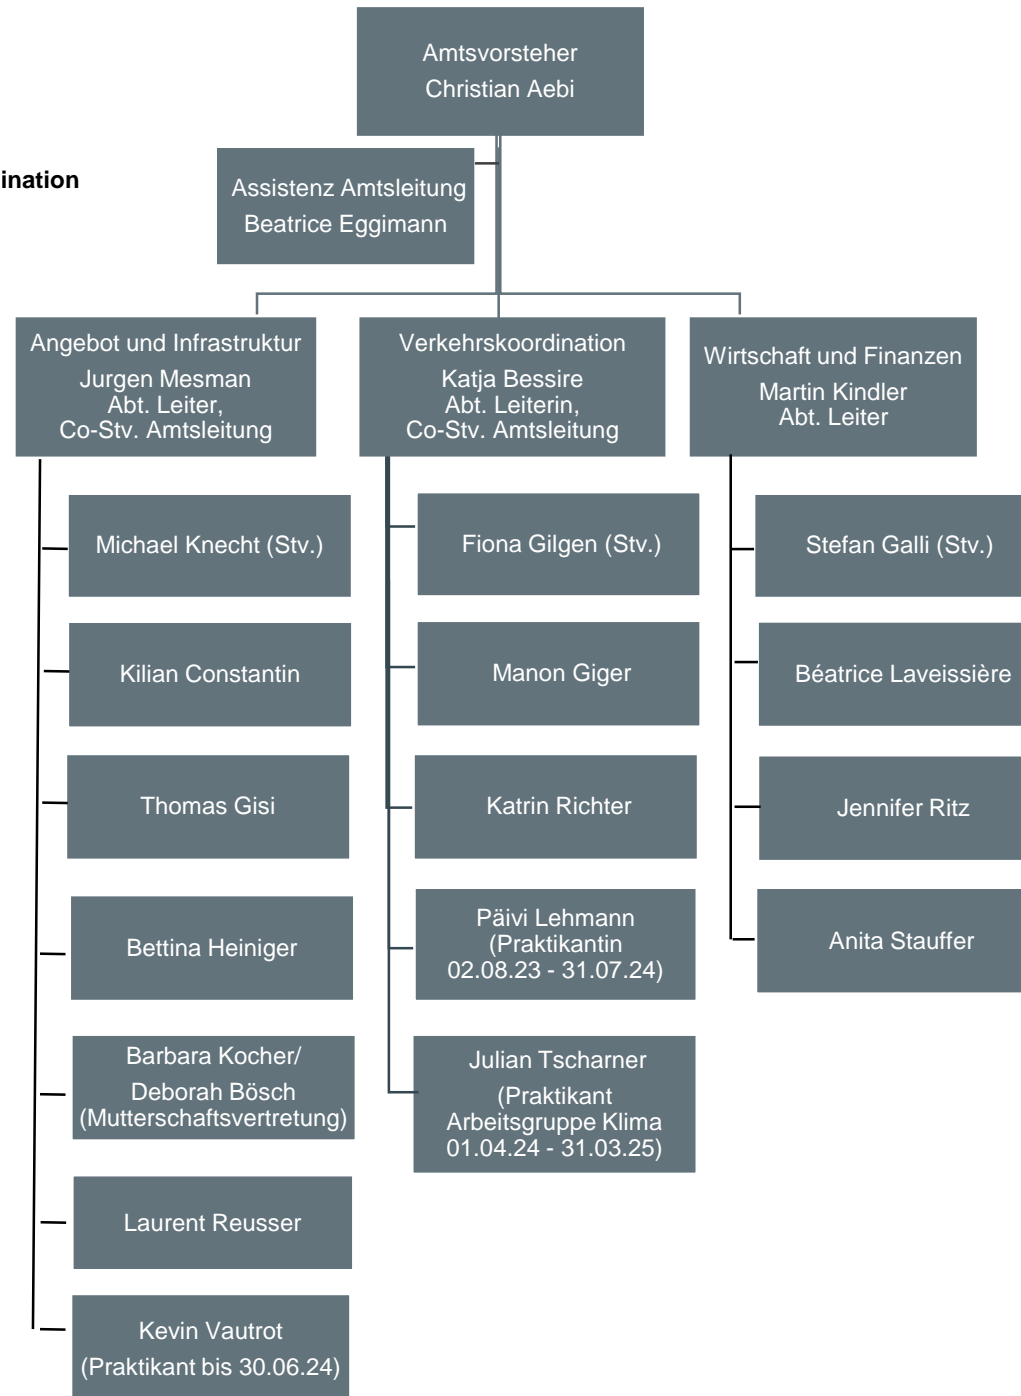 Amtsvorsteher
Christian Aebi
ination
Assistenz Amtsleitung
Beatrice Eggimann
Angebot und Infrastruktur
Jurgen Mesman
Abt. Leiter,
Co-Stv. Amtsleitung
Verkehrskoordination
Katja Bessire
Abt. Leiterin,
Co-Stv. Amtsleitung
Wirtschaft und Finanzen
Martin Kindler
Abt. Leiter
Michael Knecht (Stv.)
Kilian Constantin
Thomas Gisi
Bettina Heiniger
Barbara Kocher/
Deborah Bösch
(Mutterschaftsvertretung)
Laurent Reusser
Kevin Vautrot
(Praktikant bis 30.06.24)
Fiona Gilgen (Stv.)
Manon Giger
Katrin Richter
Päivi Lehmann
(Praktikantin
02.08.23 - 31.07.24)
Julian Tscharner
(Praktikant
Arbeitsgruppe Klima
01.04.24 - 31.03.25)
Stefan Galli (Stv.)
Béatrice Laveissière
Jennifer Ritz
Anita Stauffer